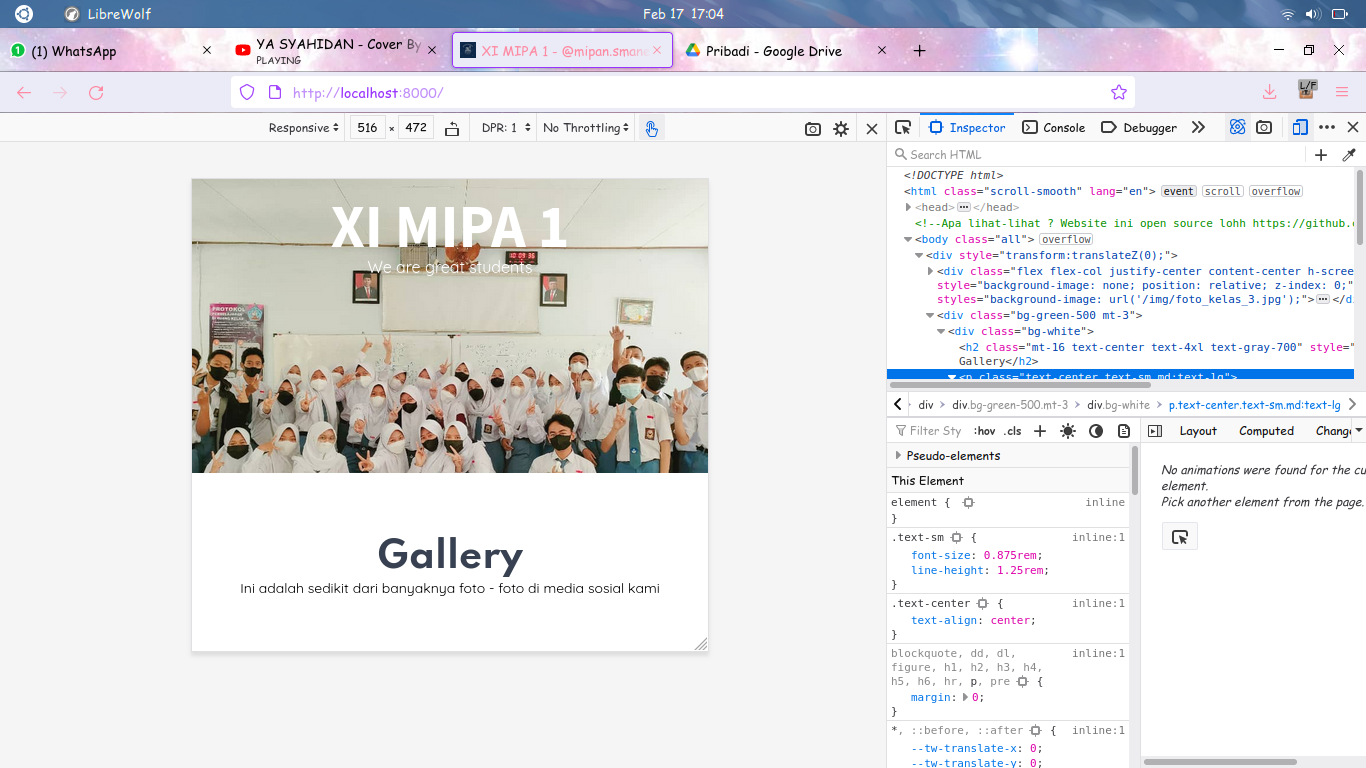 LibreWolf
Feb 17 17:04
1
(1) WhatsApp
YA SYAHIDAN - Cover By
PLAYING
XI MIPA 1 - @mipan.smane
Pribadi - Google Drive
http://localhost:8000/
L/F
Responsive
516 × 472
DPR: 1
No Throttling
Inspector
Console
Debugger
Search HTML
<!DOCTYPE html>
<html class="scroll-smooth" lang="en"> event scroll overflow
<head> ••• </head>
<!--Apa lihat-lihat ? Website ini open source lohh https://github.c
<body class="all"> overflow
<div style="transform:translateZ(0);">
<div class="flex flex-col justify-center content-center h-scree
style="background-image: none; position: relative; z-index: 0;"
styles="background-image: url('/img/foto_kelas_3.jpg');"> ••• </di
<div class="bg-green-500 mt-3">
<div class="bg-white">
<h2 class="mt-16 text-center text-4xl text-gray-700" style="
Gallery</h2>
<p class="text-center text-sm md:text-lg">
div
div.bg-green-500.mt-3
div.bg-white
p.text-center.text-sm.md:text-lg
Filter Sty
:hov .cls
Layout
Computed
Chang
Pseudo-elements
This Element
element { inline
}
.text-sm { inline:1
font-size: 0.875rem;
line-height: 1.25rem;
}
.text-center { inline:1
text-align: center;
}
blockquote, dd, dl, inline:1
figure, h1, h2, h3, h4,
h5, h6, hr, p, pre {
margin: 0;
}
*, ::before, ::after { inline:1
--tw-translate-x: 0;
--tw-translate-y: 0;
No animations were found for the cu
element.
Pick another element from the page.
XI MIPA 1
We are great students
10 09 36
PROTOKOL
Gallery
Ini adalah sedikit dari banyaknya foto - foto di media sosial kami